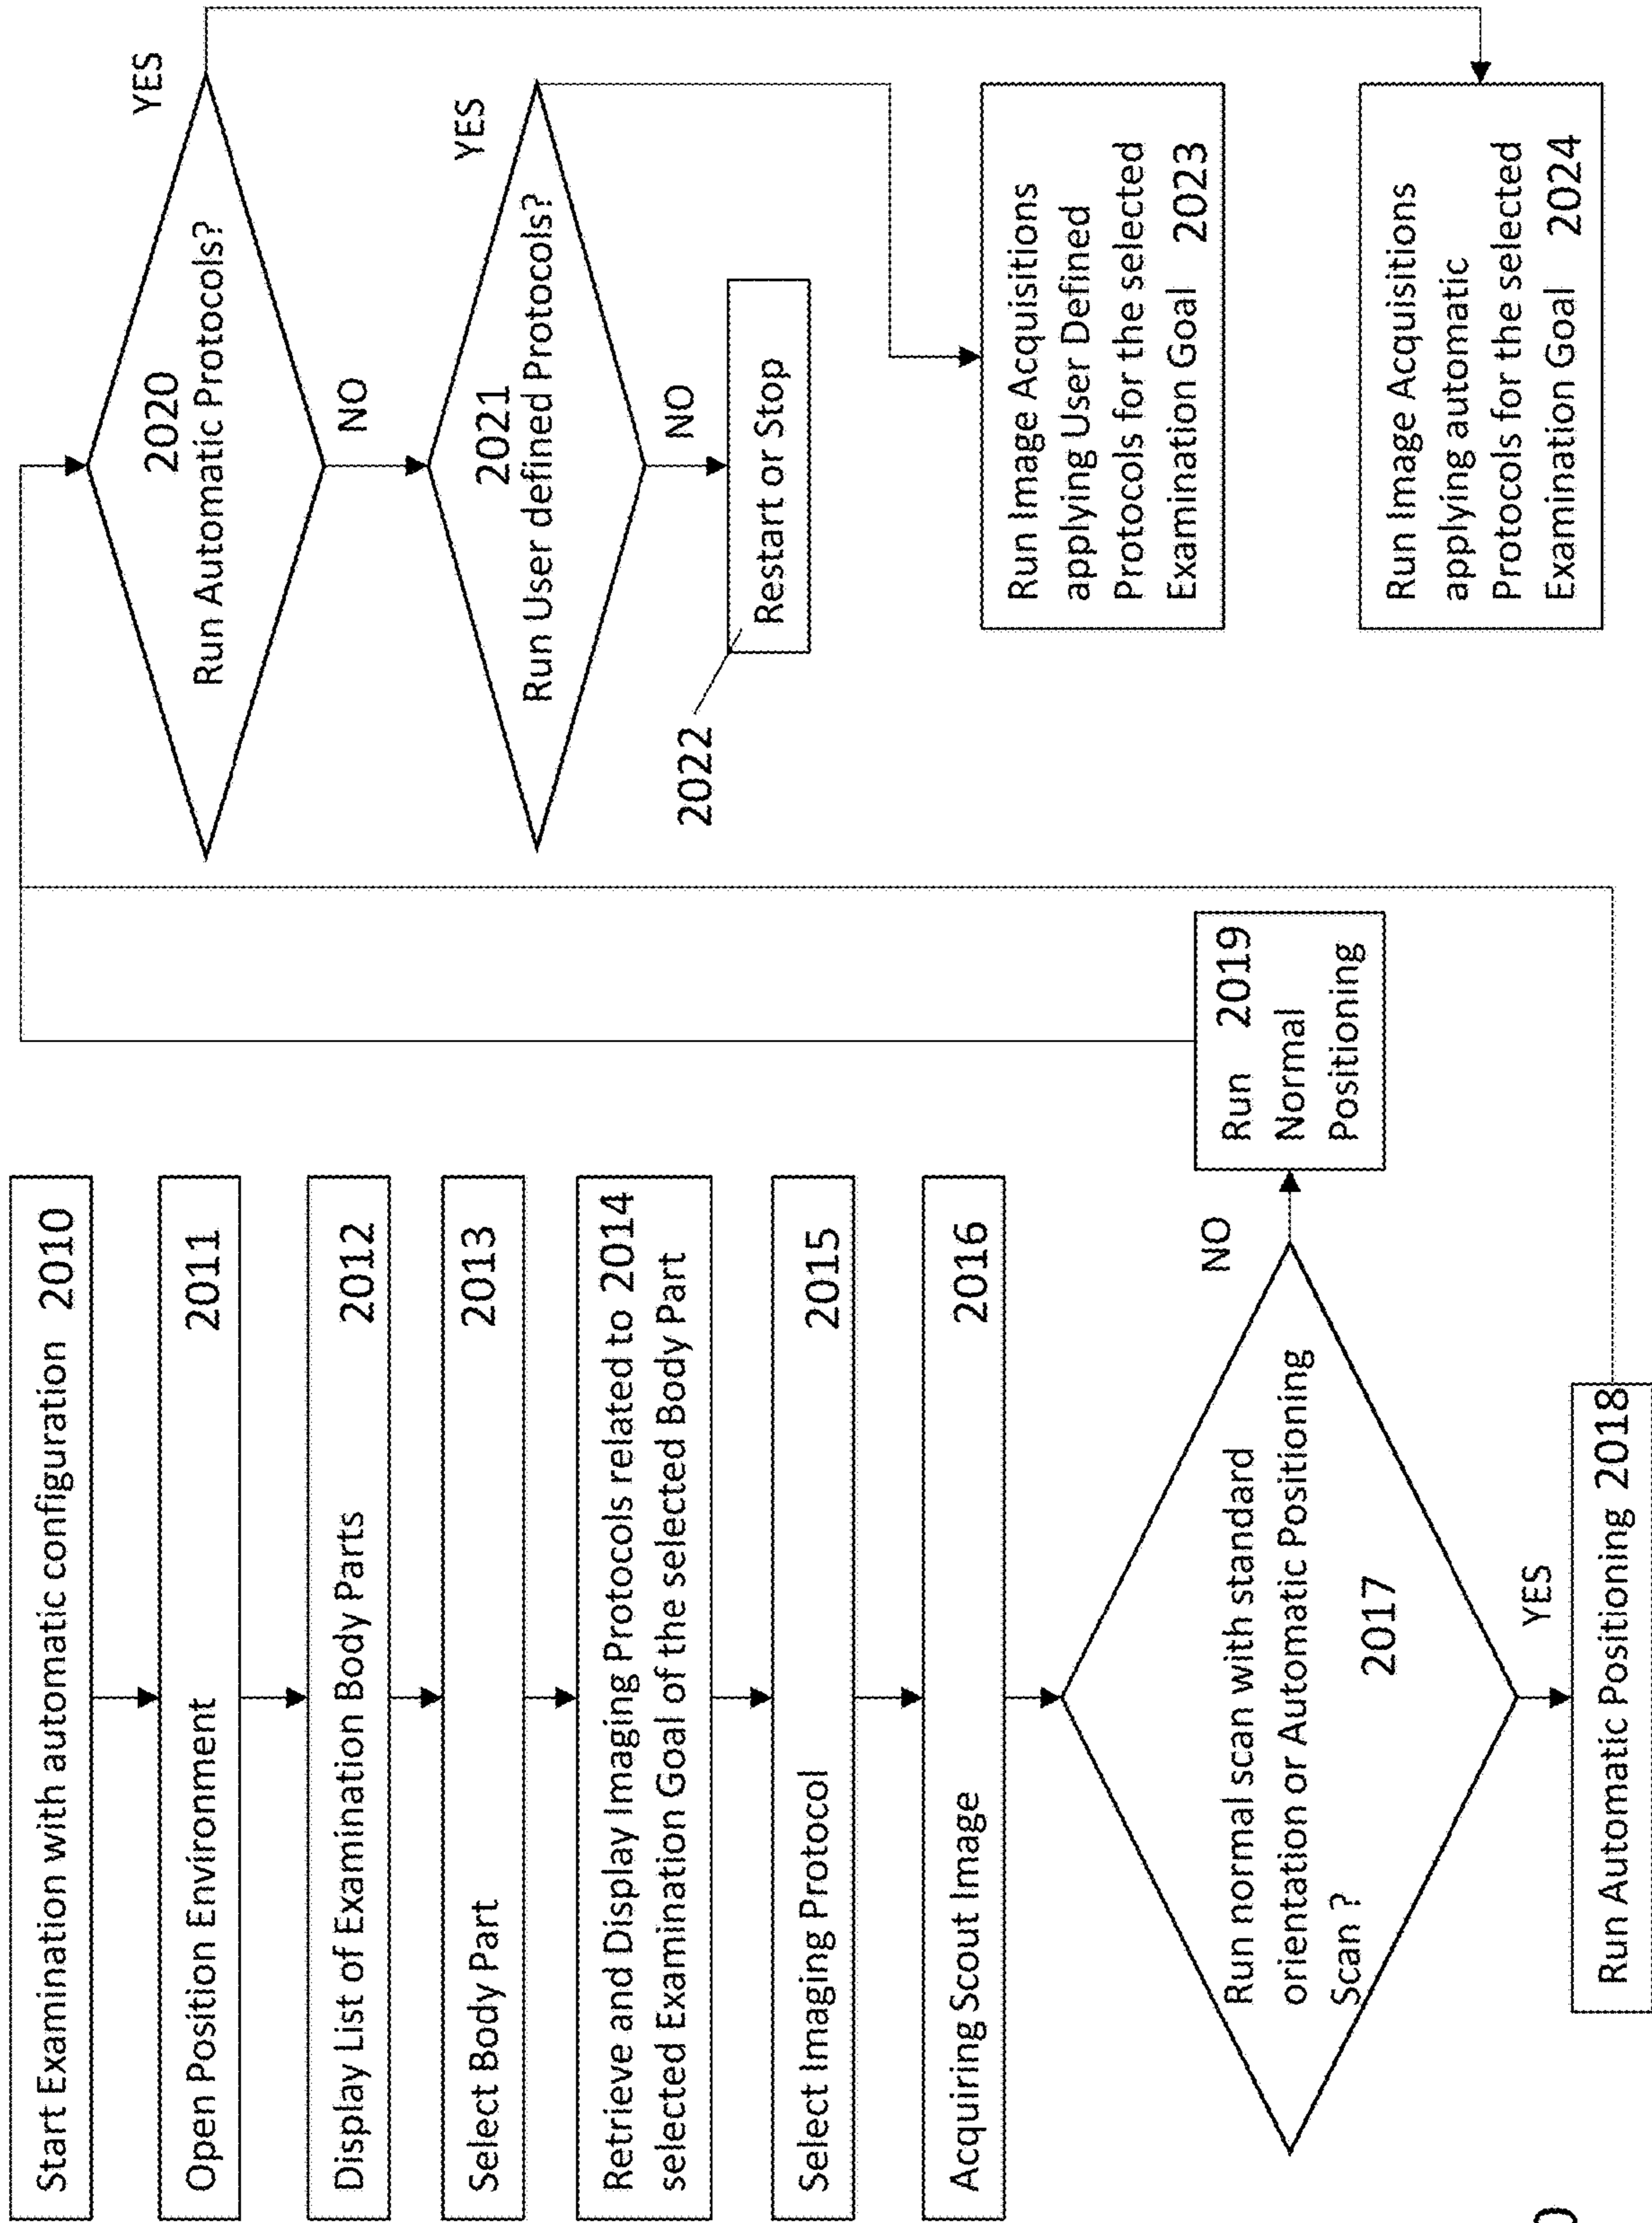 Start Examination with automatic configuration 2010
Open Position Environment 2011
Display List of Examination Body Parts 2012
Select Body Part 2013
Retrieve and Display Imaging Protocols related to 2014
selected Examination Goal of the selected Body Part
Select Imaging Protocol 2015
Acquiring Scout Image 2016
Run normal scan with standard
orientation or Automatic Positioning
Scan ?
2017
NO
YES
Run Automatic Positioning 2018
Run 2019
Normal
Positioning
2020
Run Automatic Protocols?
YES
NO
2021
Run User defined Protocols?
YES
NO
2022
Restart or Stop
Run Image Acquisitions
applying User Defined
Protocols for the selected
Examination Goal 2023
Run Image Acquisitions
applying automatic
Protocols for the selected
Examination Goal 2024